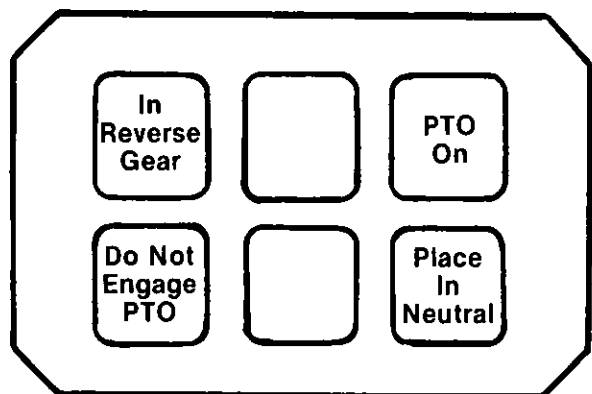 In
Reverse
Gear
PTO
On
Do Not
Engage
PTO
Place
In
Neutral